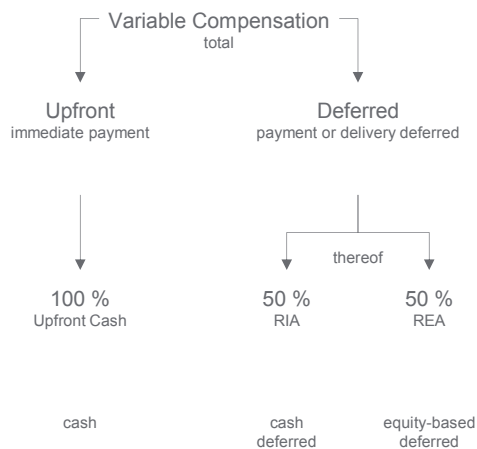 Variable Compensation
total
Upfront
immediate payment
Deferred
payment or delivery deferred
thereof
100 %
Upfront Cash
50 %
RIA
50 %
REA
cash
cash
deferred
equity-based
deferred